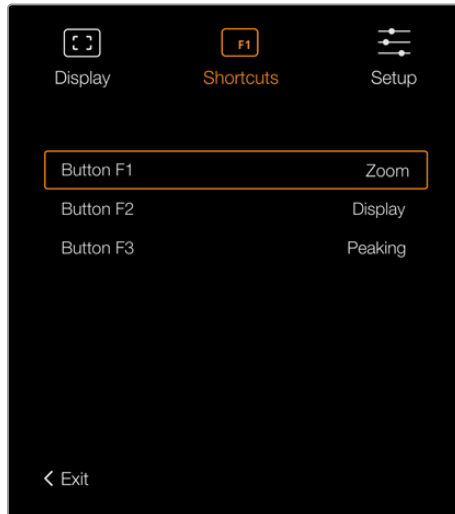 F1
Display Shortcuts Setup
Button F1 Zoom
Button F2 Display
Button F3 Peaking
Exit